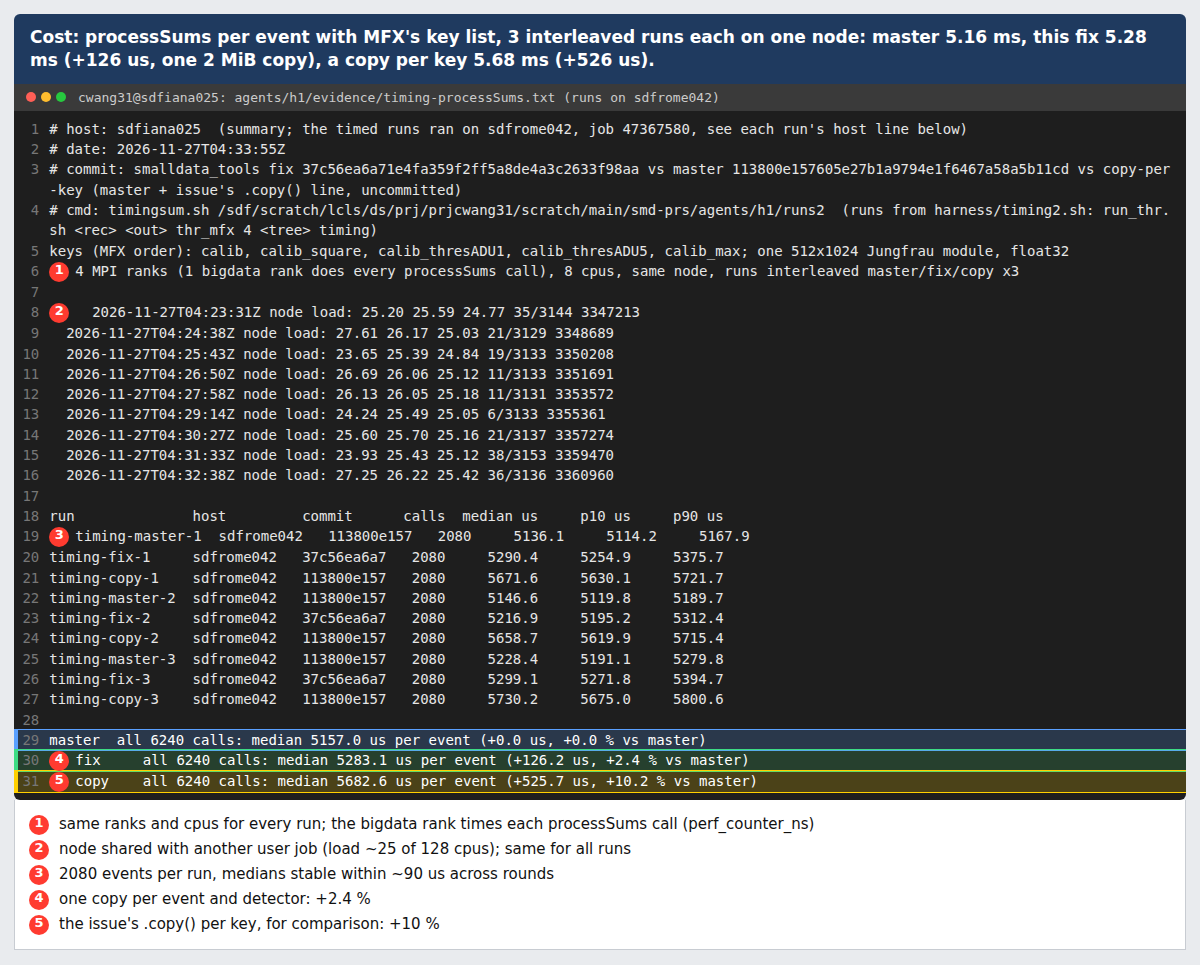 Cost: processSums per event with MFX's key list, 3 interleaved runs each on one node: master 5.16 ms, this fix 5.28
ms (+126 us, one 2 MiB copy), a copy per key 5.68 ms (+526 us).
cwang31@sdfiana025: agents/h1/evidence/timing-processSums.txt (runs on sdfrome042)
1 # host: sdfiana025  (summary; the timed runs ran on sdfrome042, job 47367580, see each run's host line below)
2 # date: 2026-11-27T04:33:55Z
3 # commit: smalldata_tools fix 37c56ea6a71e4fa359f2ff5a8de4a3c2633f98aa vs master 113800e157605e27b1a9794e1f6467a58a5b11cd vs copy-per
-key (master + issue's .copy() line, uncommitted)
4 # cmd: timingsum.sh /sdf/scratch/lcls/ds/prj/prjcwang31/scratch/main/smd-prs/agents/h1/runs2  (runs from harness/timing2.sh: run_thr.
sh <rec> <out> thr_mfx 4 <tree> timing)
5 keys (MFX order): calib, calib_square, calib_thresADU1, calib_thresADU5, calib_max; one 512x1024 Jungfrau module, float32
6 1 4 MPI ranks (1 bigdata rank does every processSums call), 8 cpus, same node, runs interleaved master/fix/copy x3
7
8 2 2026-11-27T04:23:31Z node load: 25.20 25.59 24.77 35/3144 3347213
9 2026-11-27T04:24:38Z node load: 27.61 26.17 25.03 21/3129 3348689
10 2026-11-27T04:25:43Z node load: 23.65 25.39 24.84 19/3133 3350208
11 2026-11-27T04:26:50Z node load: 26.69 26.06 25.12 11/3133 3351691
12 2026-11-27T04:27:58Z node load: 26.13 26.05 25.18 11/3131 3353572
13 2026-11-27T04:29:14Z node load: 24.24 25.49 25.05 6/3133 3355361
14 2026-11-27T04:30:27Z node load: 25.60 25.70 25.16 21/3137 3357274
15 2026-11-27T04:31:33Z node load: 23.93 25.43 25.12 38/3153 3359470
16 2026-11-27T04:32:38Z node load: 27.25 26.22 25.42 36/3136 3360960
17
18 run host commit calls median us p10 us p90 us
19 3 timing-master-1 sdfrome042 113800e157 2080 5136.1 5114.2 5167.9
20 timing-fix-1 sdfrome042 37c56ea6a7 2080 5290.4 5254.9 5375.7
21 timing-copy-1 sdfrome042 113800e157 2080 5671.6 5630.1 5721.7
22 timing-master-2 sdfrome042 113800e157 2080 5146.6 5119.8 5189.7
23 timing-fix-2 sdfrome042 37c56ea6a7 2080 5216.9 5195.2 5312.4
24 timing-copy-2 sdfrome042 113800e157 2080 5658.7 5619.9 5715.4
25 timing-master-3 sdfrome042 113800e157 2080 5228.4 5191.1 5279.8
26 timing-fix-3 sdfrome042 37c56ea6a7 2080 5299.1 5271.8 5394.7
27 timing-copy-3 sdfrome042 113800e157 2080 5730.2 5675.0 5800.6
28
29 master all 6240 calls: median 5157.0 us per event (+0.0 us, +0.0 % vs master)
30 4 fix all 6240 calls: median 5283.1 us per event (+126.2 us, +2.4 % vs master)
31 5 copy all 6240 calls: median 5682.6 us per event (+525.7 us, +10.2 % vs master)
1 same ranks and cpus for every run; the bigdata rank times each processSums call (perf_counter_ns)
2 node shared with another user job (load ~25 of 128 cpus); same for all runs
3 2080 events per run, medians stable within ~90 us across rounds
4 one copy per event and detector: +2.4 %
5 the issue's .copy() per key, for comparison: +10 %